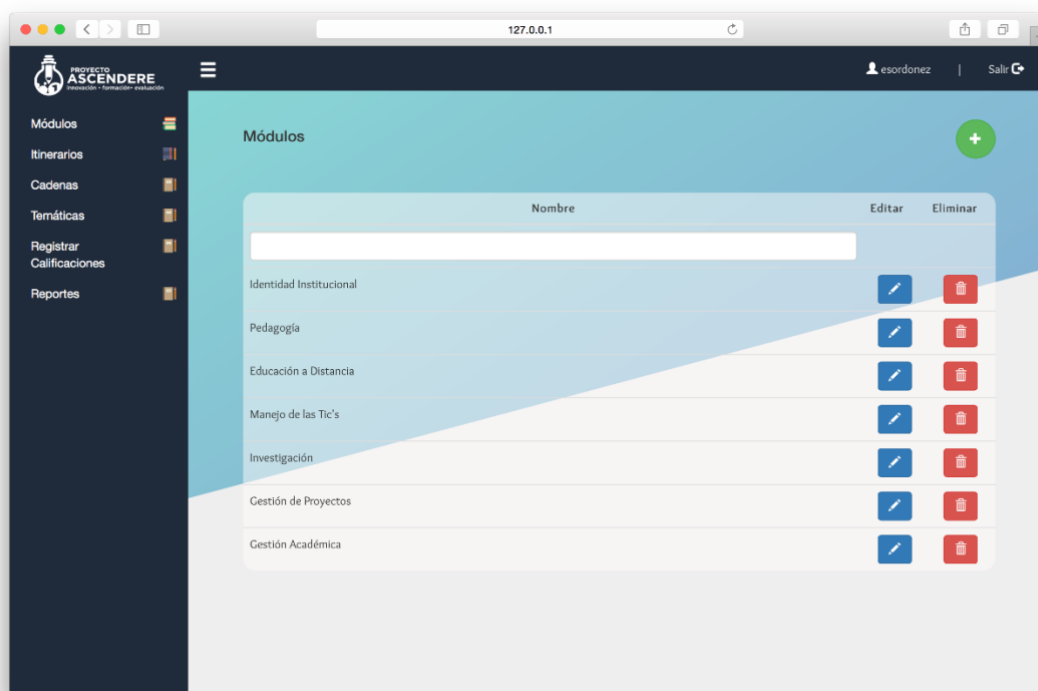 127.0.0.1
PROYECTO
ASCENDERE
innovación - formación - evaluación
esordonez | Salir
Módulos
Itinerarios
Cadenas
Temáticas
Registrar
Calificaciones
Reportes
Módulos
Nombre Editar Eliminar
Identidad Institucional
Pedagogía
Educación a Distancia
Manejo de las Tic's
Investigación
Gestión de Proyectos
Gestión Académica